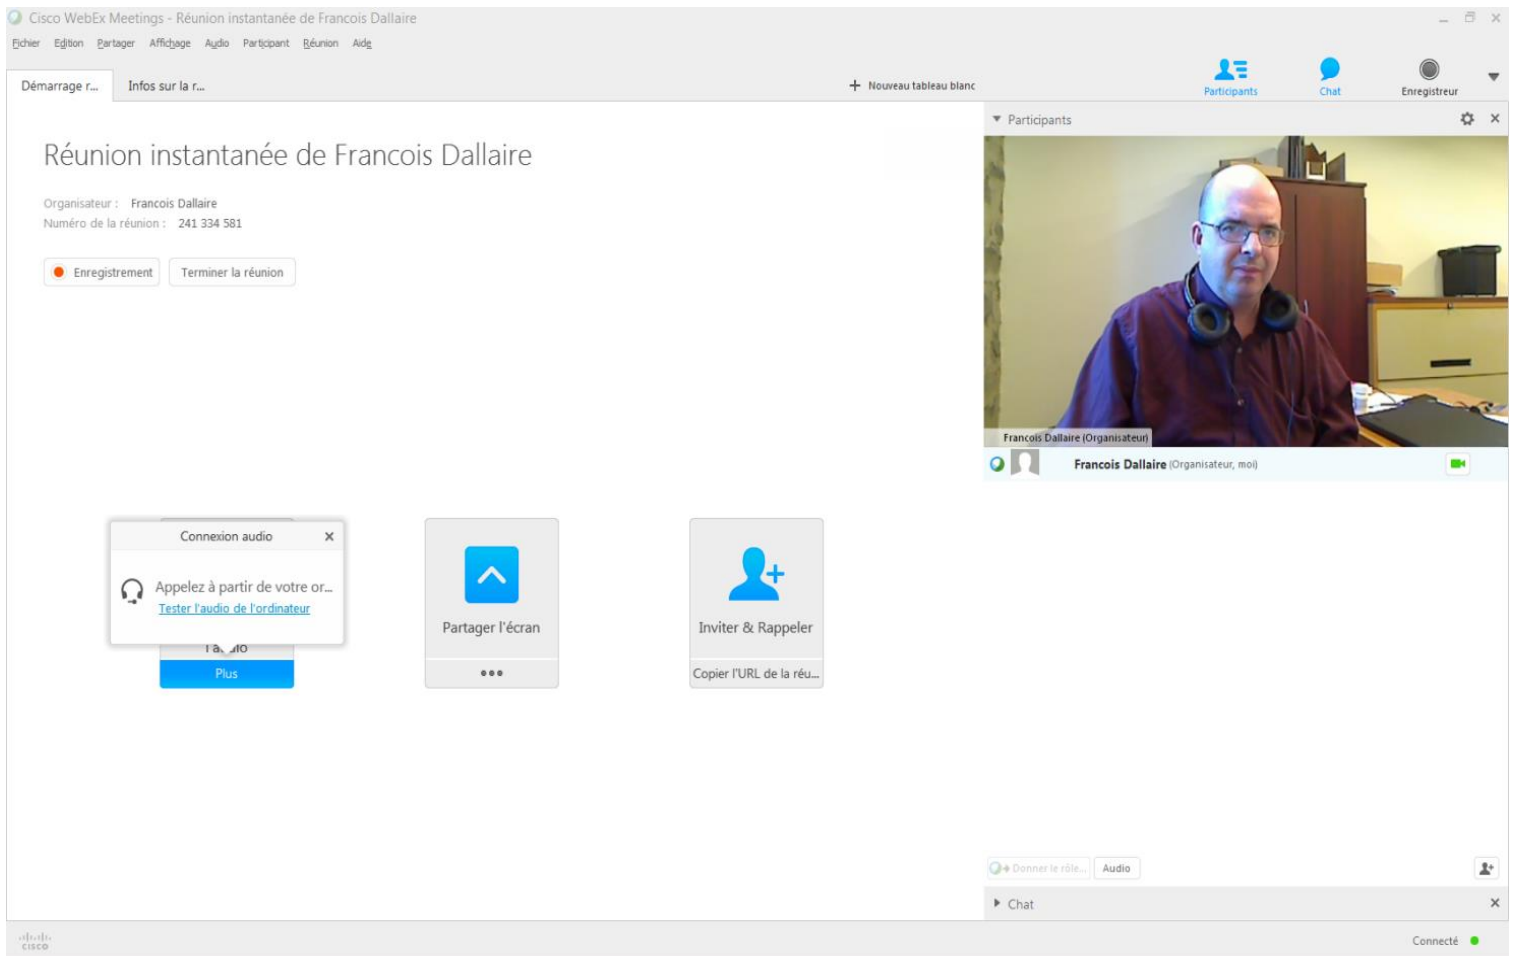 Cisco WebEx Meetings - Réunion instantanée de Francois Dallaire
Fichier Edition Partager Affichage Audio Participant Réunion Aide
Démarrage r... Infos sur la r... + Nouveau tableau blanc
Participants Chat Enregistreur
Participants
Réunion instantanée de Francois Dallaire
Organisateur : Francois Dallaire
Numéro de la réunion : 241 334 581
Enregistrement Terminer la réunion
Francois Dallaire (Organisateur)
Francois Dallaire (Organisateur, moi)
Connexion audio
Appelez à partir de votre or...
Tester l'audio de l'ordinateur
Plus
Partager l'écran
Inviter & Rappeler
Copier l'URL de la réu...
Donner le rôle... Audio
Chat
cisco
Connecté